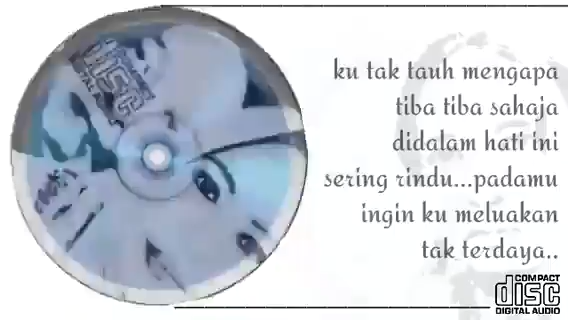 disc
ku tak tauh mengapa
tiba tiba sahaja
didalam hati ini
sering rindu...padamu
ingin ku meluakan
tak terdaya..
COMPACT
disc
DIGITAL AUDIO